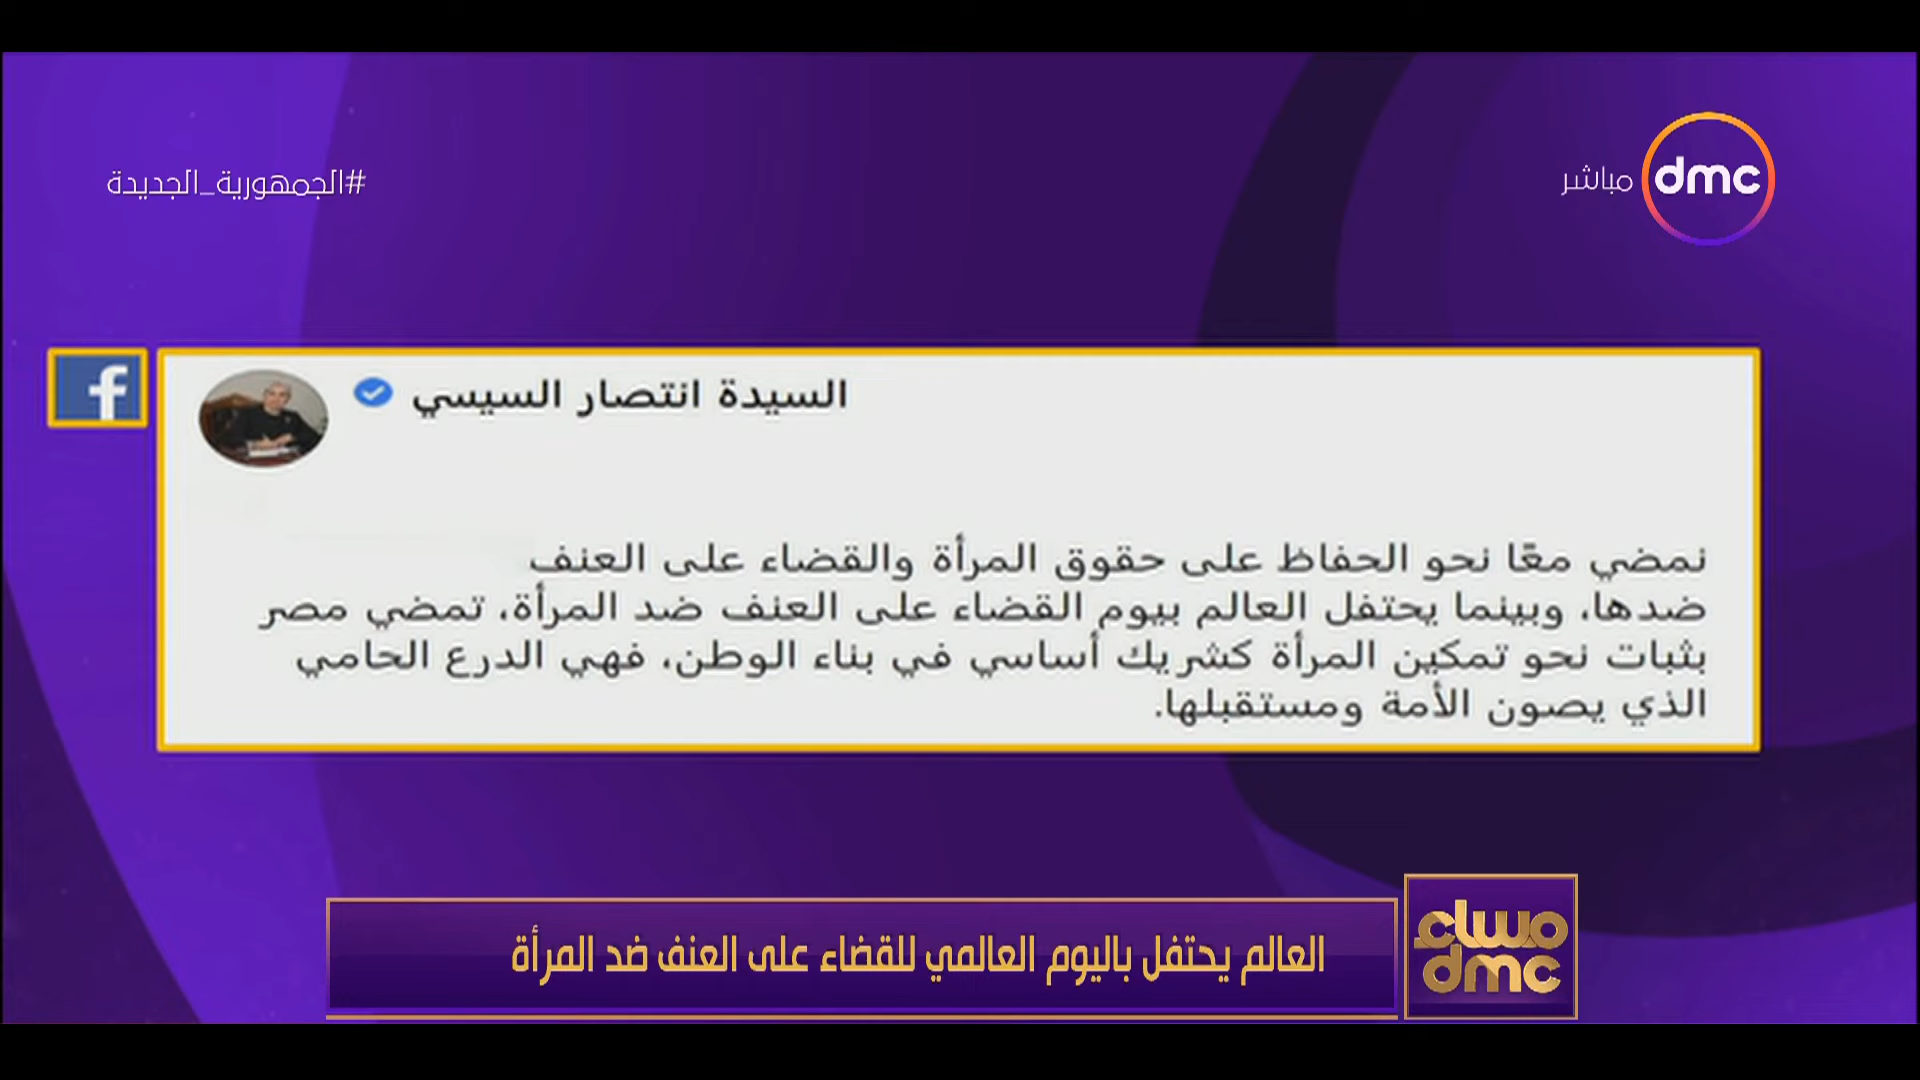 #الجمهورية_الجديدة
مباشر
dmc
f
السيدة انتصار السيسي
نمضي معًا نحو الحفاظ على حقوق المرأة والقضاء على العنف
ضدها، وبينما يحتفل العالم بيوم القضاء على العنف ضد المرأة، تمضي مصر
بثبات نحو تمكين المرأة كشريك أساسي في بناء الوطن، فهي الدرع الحامي
الذي يصون الأمة ومستقبلها.
العالم يحتفل باليوم العالمي للقضاء على العنف ضد المرأة
مساء
dmc